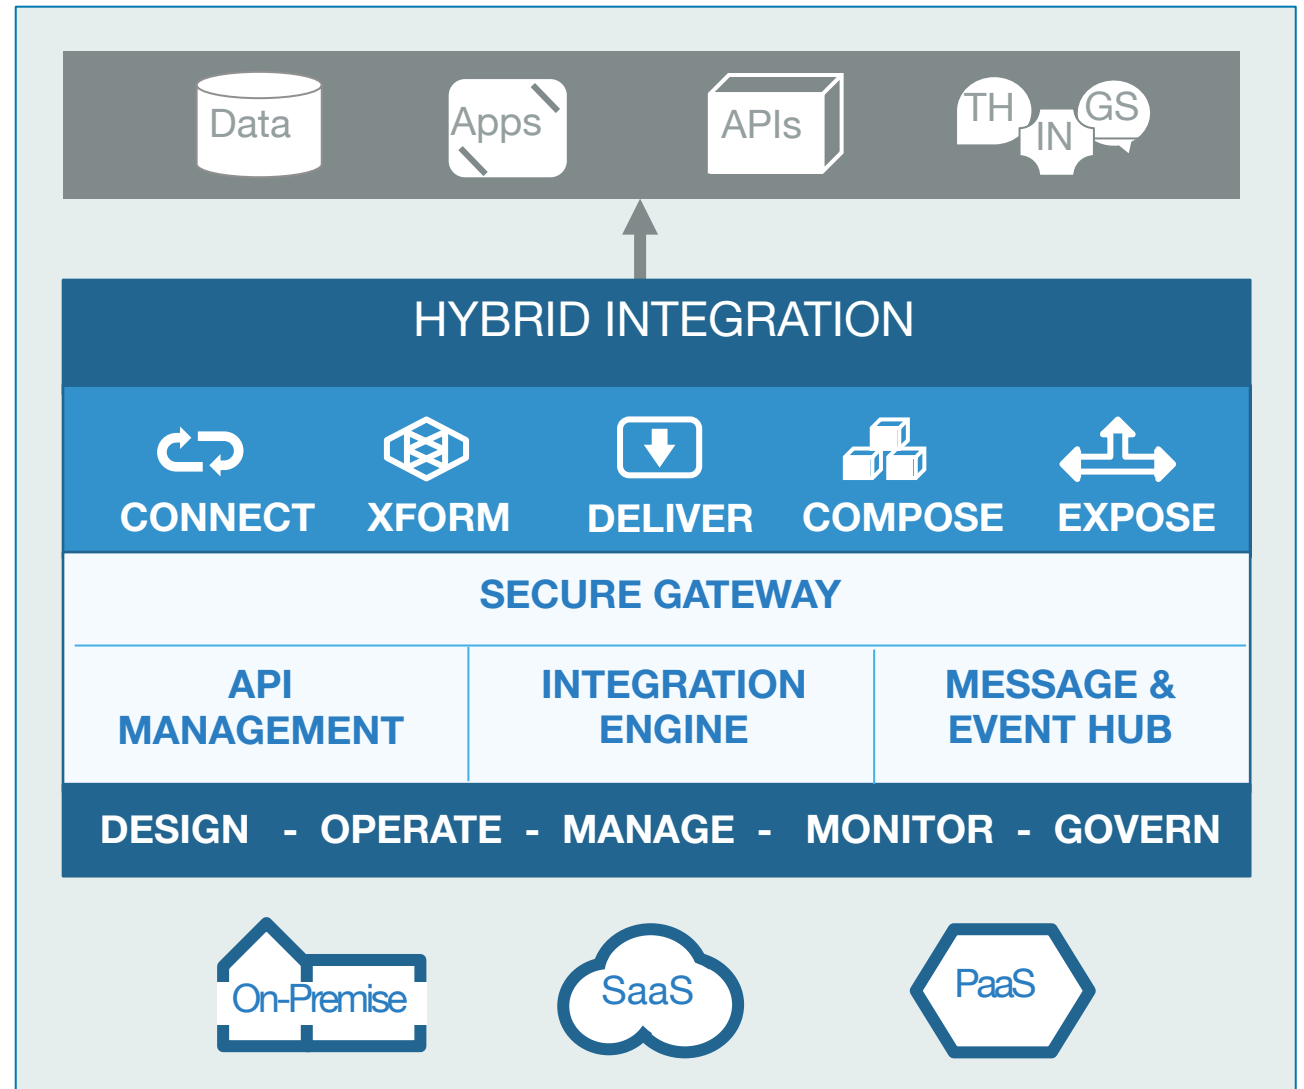 Data Apps APIs TH IN GS
HYBRID INTEGRATION
CONNECT XFORM DELIVER COMPOSE EXPOSE
SECURE GATEWAY
API
MANAGEMENT
INTEGRATION
ENGINE
MESSAGE &
EVENT HUB
DESIGN - OPERATE - MANAGE - MONITOR - GOVERN
On-Premise SaaS PaaS